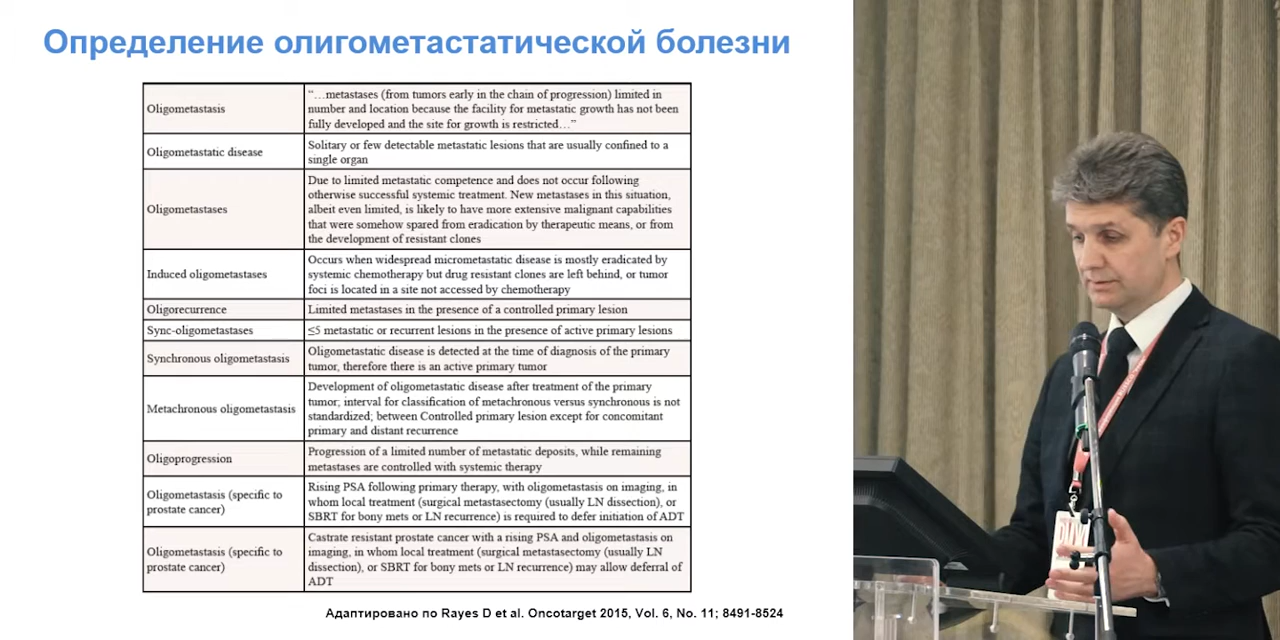 Определение олигометастатической болезни
Oligometastasis
“…metastases (from tumors early in the chain of progression) limited in
number and location because the facility for metastatic growth has not been
fully developed and the site for growth is restricted…”
Oligometastatic disease
Solitary or few detectable metastatic lesions that are usually confined to a
single organ
Oligometastases
Due to limited metastatic competence and does not occur following
otherwise successful systemic treatment. New metastases in this situation,
albeit even limited, is likely to have more extensive malignant capabilities
that were somehow spared from eradication by therapeutic means, or from
the development of resistant clones
Induced oligometastases
Occurs when widespread micrometastatic disease is mostly eradicated by
systemic chemotherapy but drug resistant clones are left behind, or tumor
foci is located in a site not accessed by chemotherapy
Oligorecurrence
Limited metastases in the presence of a controlled primary lesion
Sync-oligometastases
≤5 metastatic or recurrent lesions in the presence of active primary lesions
Synchronous oligometastasis
Oligometastatic disease is detected at the time of diagnosis of the primary
tumor, therefore there is an active primary tumor
Metachronous oligometastasis
Development of oligometastatic disease after treatment of the primary
tumor; interval for classification of metachronous versus synchronous is not
standardized; between Controlled primary lesion except for concomitant
primary and distant recurrence
Oligoprogression
Progression of a limited number of metastatic deposits, while remaining
metastases are controlled with systemic therapy
Oligometastasis (specific to
prostate cancer)
Rising PSA following primary therapy, with oligometastasis on imaging, in
whom local treatment (surgical metastasectomy (usually LN dissection), or
SBRT for bony mets or LN recurrence) is required to defer initiation of ADT
Oligometastasis (specific to
prostate cancer)
Castrate resistant prostate cancer with a rising PSA and oligometastasis on
imaging, in whom local treatment (surgical metastasectomy (usually LN
dissection), or SBRT for bony mets or LN recurrence) may allow deferral of
ADT
Адаптировано по Rayes D et al. Oncotarget 2015, Vol. 6, No. 11; 8491-8524